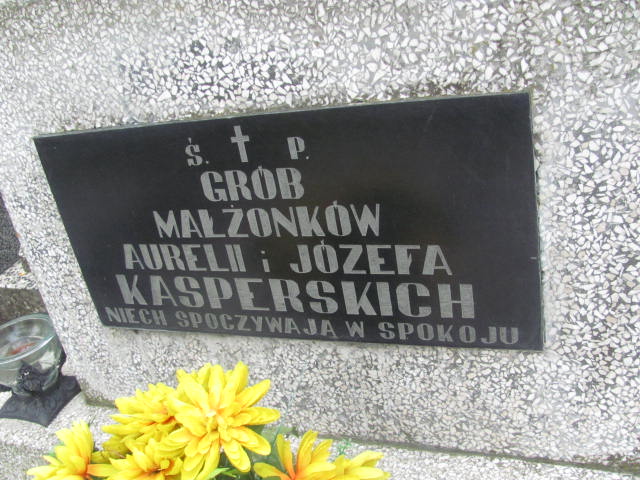 Ś. P.
GRÓB
MAŁŻONKÓW
AURELII i JÓZEFA
KASPERSKICH
NIECH SPOCZYWAJĄ W SPOKOJU